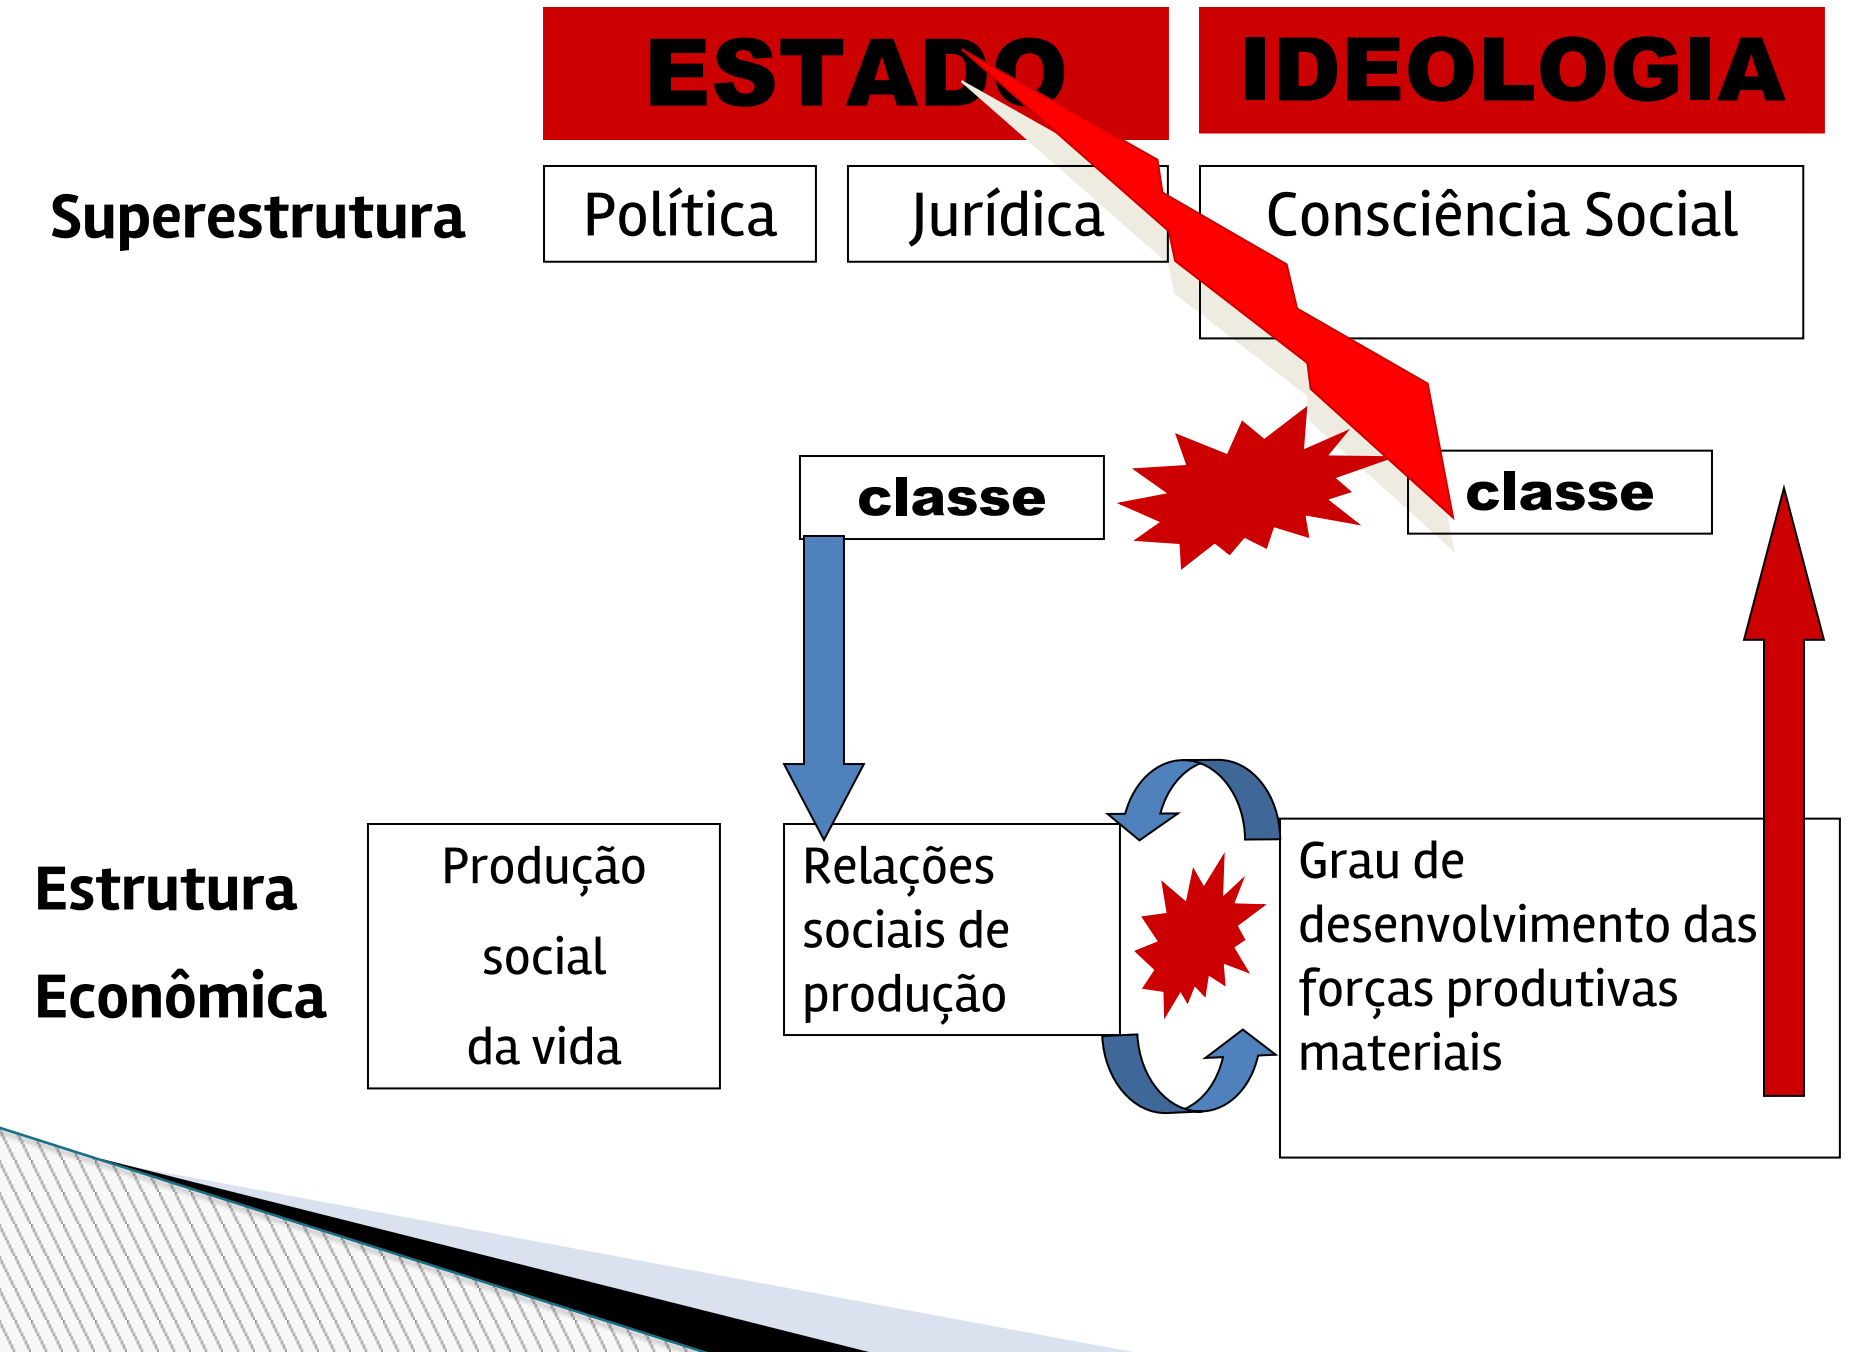 ESTADO
IDEOLOGIA
Superestrutura
Política
Jurídica
Consciência Social
classe
classe
Estrutura
Econômica
Produção
social
da vida
Relações
sociais de
produção
Grau de
desenvolvimento das
forças produtivas
materiais